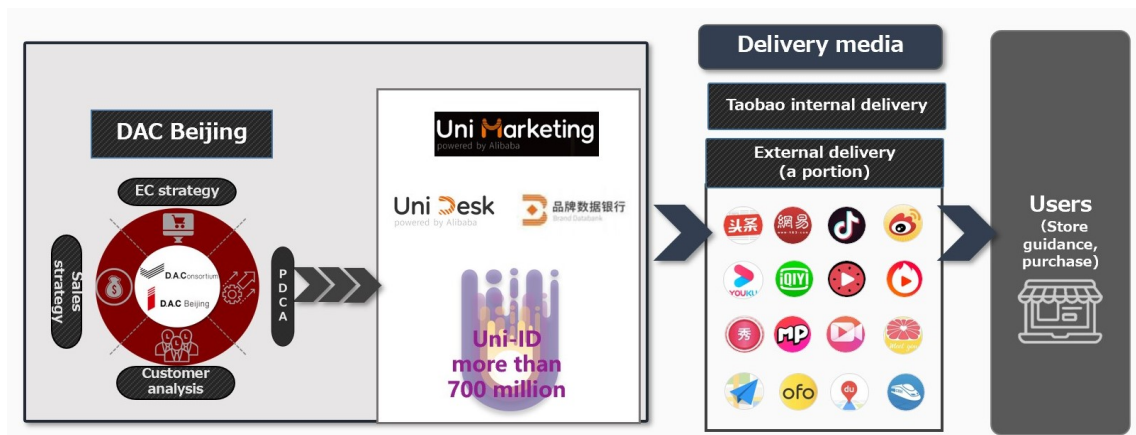 DAC Beijing
EC strategy
Sales
strategy
D.A.Consortium
D.A.C Beijing
PDCA
Customer
analysis
Uni Marketing
powered by Alibaba
Uni Desk
powered by Alibaba
品牌数据银行
Brand Databank
Uni-ID
more than
700 million
Delivery media
Taobao internal delivery
External delivery
(a portion)
头条
網易
YOUKU
iQIYI
秀
MP
ofo
du
Users
(Store
guidance,
purchase)